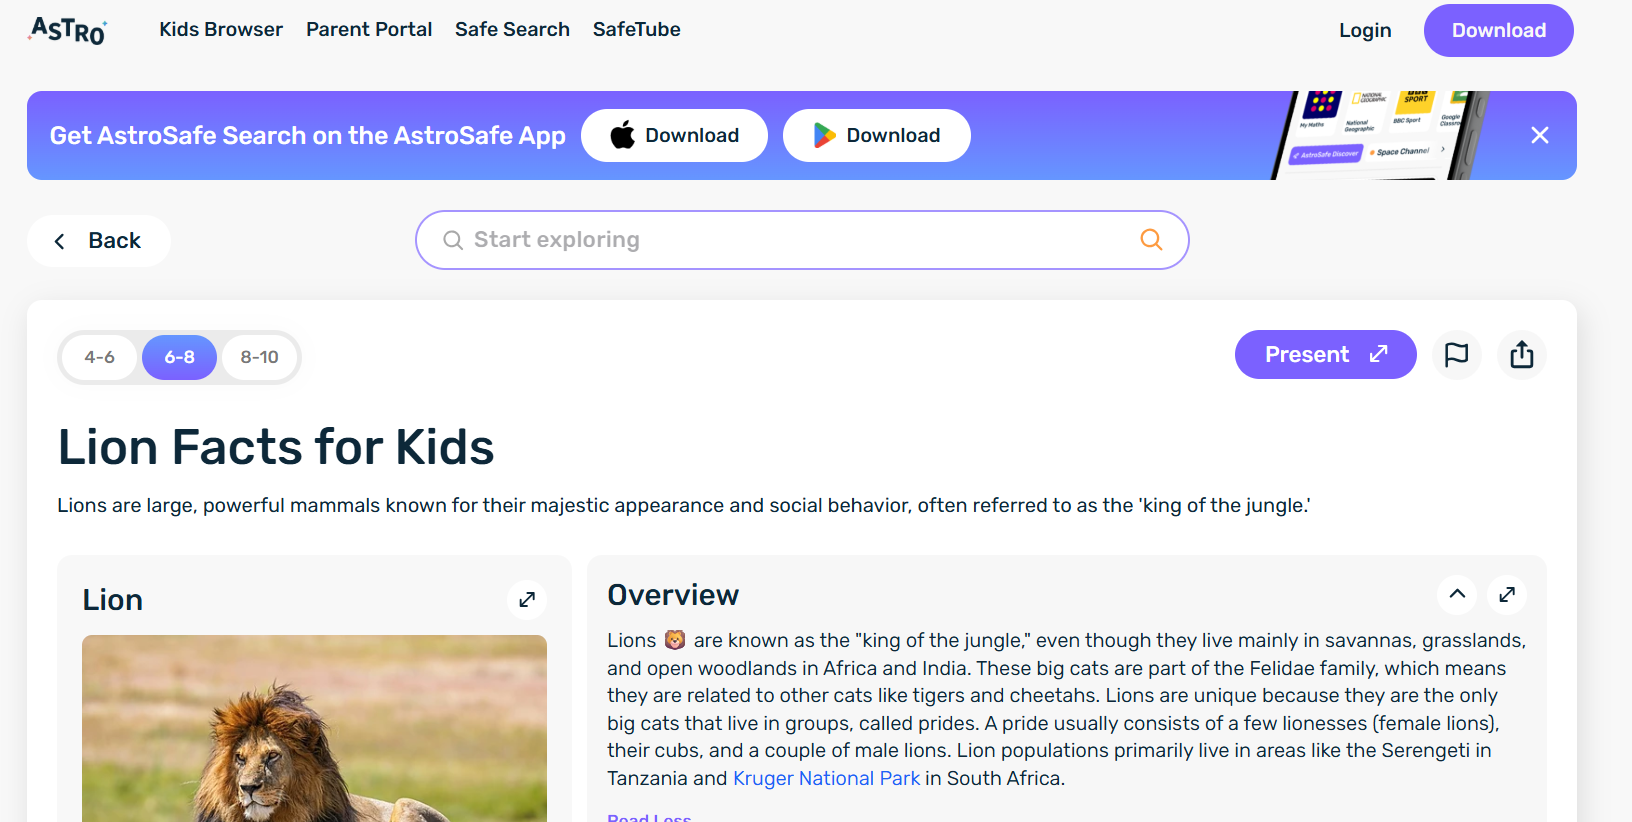 ASTRO
Kids Browser
Parent Portal
Safe Search
SafeTube
Login
Download
Get AstroSafe Search on the AstroSafe App
Download
Download
My Maths
NATIONAL GEOGRAPHIC
National Geographic
SPORT
BBC Sport
Google
AstroSafe Discover
Space Channel
Back
Start exploring
4-6
6-8
8-10
Present
Lion Facts for Kids
Lions are large, powerful mammals known for their majestic appearance and social behavior, often referred to as the 'king of the jungle.'
Lion
Overview
Lions 🦁 are known as the "king of the jungle," even though they live mainly in savannas, grasslands,
and open woodlands in Africa and India. These big cats are part of the Felidae family, which means
they are related to other cats like tigers and cheetahs. Lions are unique because they are the only
big cats that live in groups, called prides. A pride usually consists of a few lionesses (female lions),
their cubs, and a couple of male lions. Lion populations primarily live in areas like the Serengeti in
Tanzania and Kruger National Park in South Africa.
Read Less